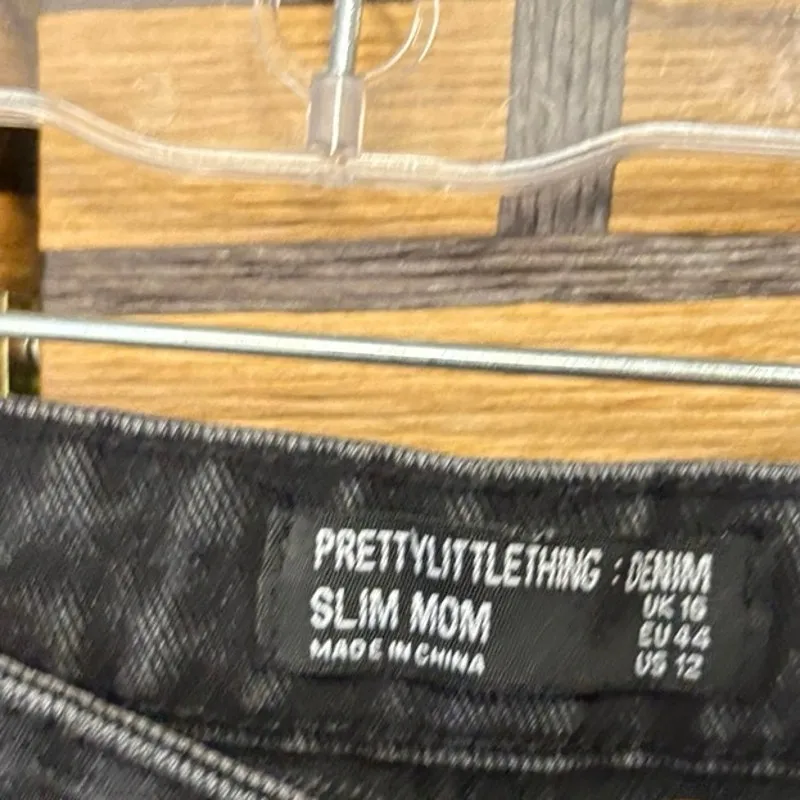 PRETTYLITTLETHING : DENIM
SLIM MOM
MADE IN CHINA
UK 16
EU 44
US 12